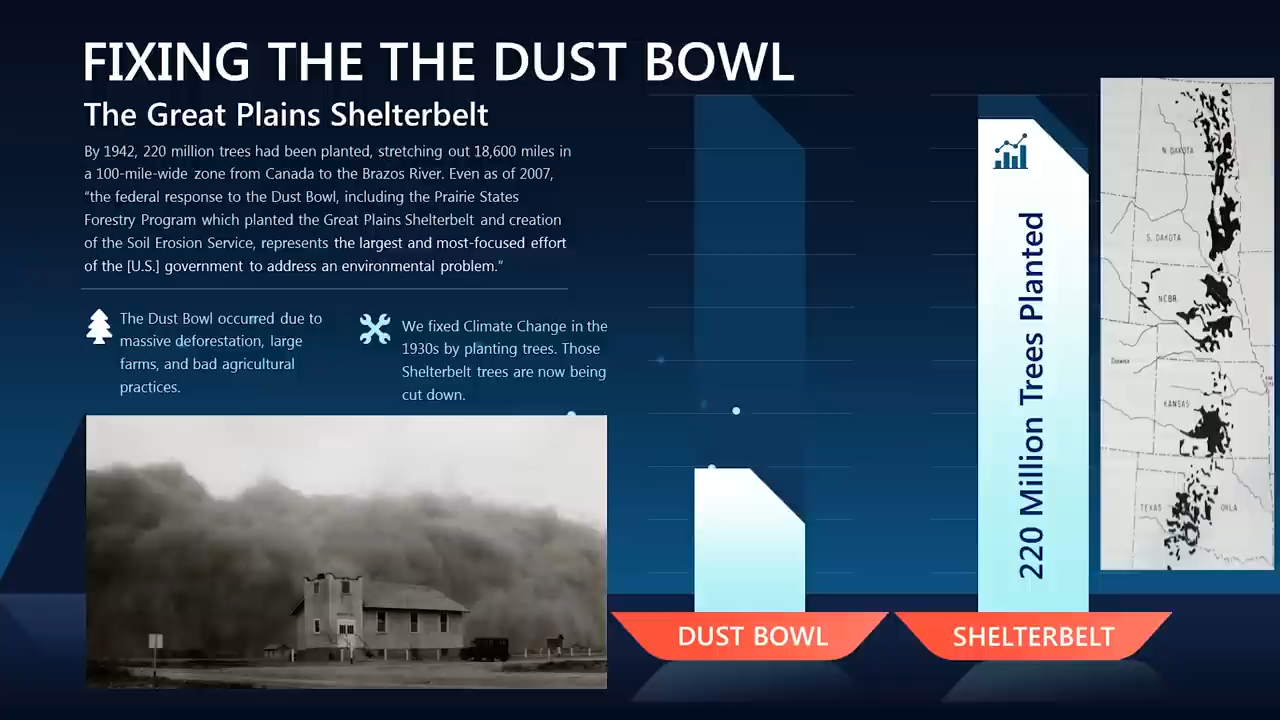 FIXING THE THE DUST BOWL
The Great Plains Shelterbelt
By 1942, 220 million trees had been planted, stretching out 18,600 miles in
a 100-mile-wide zone from Canada to the Brazos River. Even as of 2007,
“the federal response to the Dust Bowl, including the Prairie States
Forestry Program which planted the Great Plains Shelterbelt and creation
of the Soil Erosion Service, represents the largest and most-focused effort
of the [U.S.] government to address an environmental problem.”
The Dust Bowl occurred due to
massive deforestation, large
farms, and bad agricultural
practices.
We fixed Climate Change in the
1930s by planting trees. Those
Shelterbelt trees are now being
cut down.
DUST BOWL
220 Million Trees Planted
SHELTERBELT
N. DAKOTA
S. DAKOTA
NEBR.
KANSAS
TEXAS
OKLA